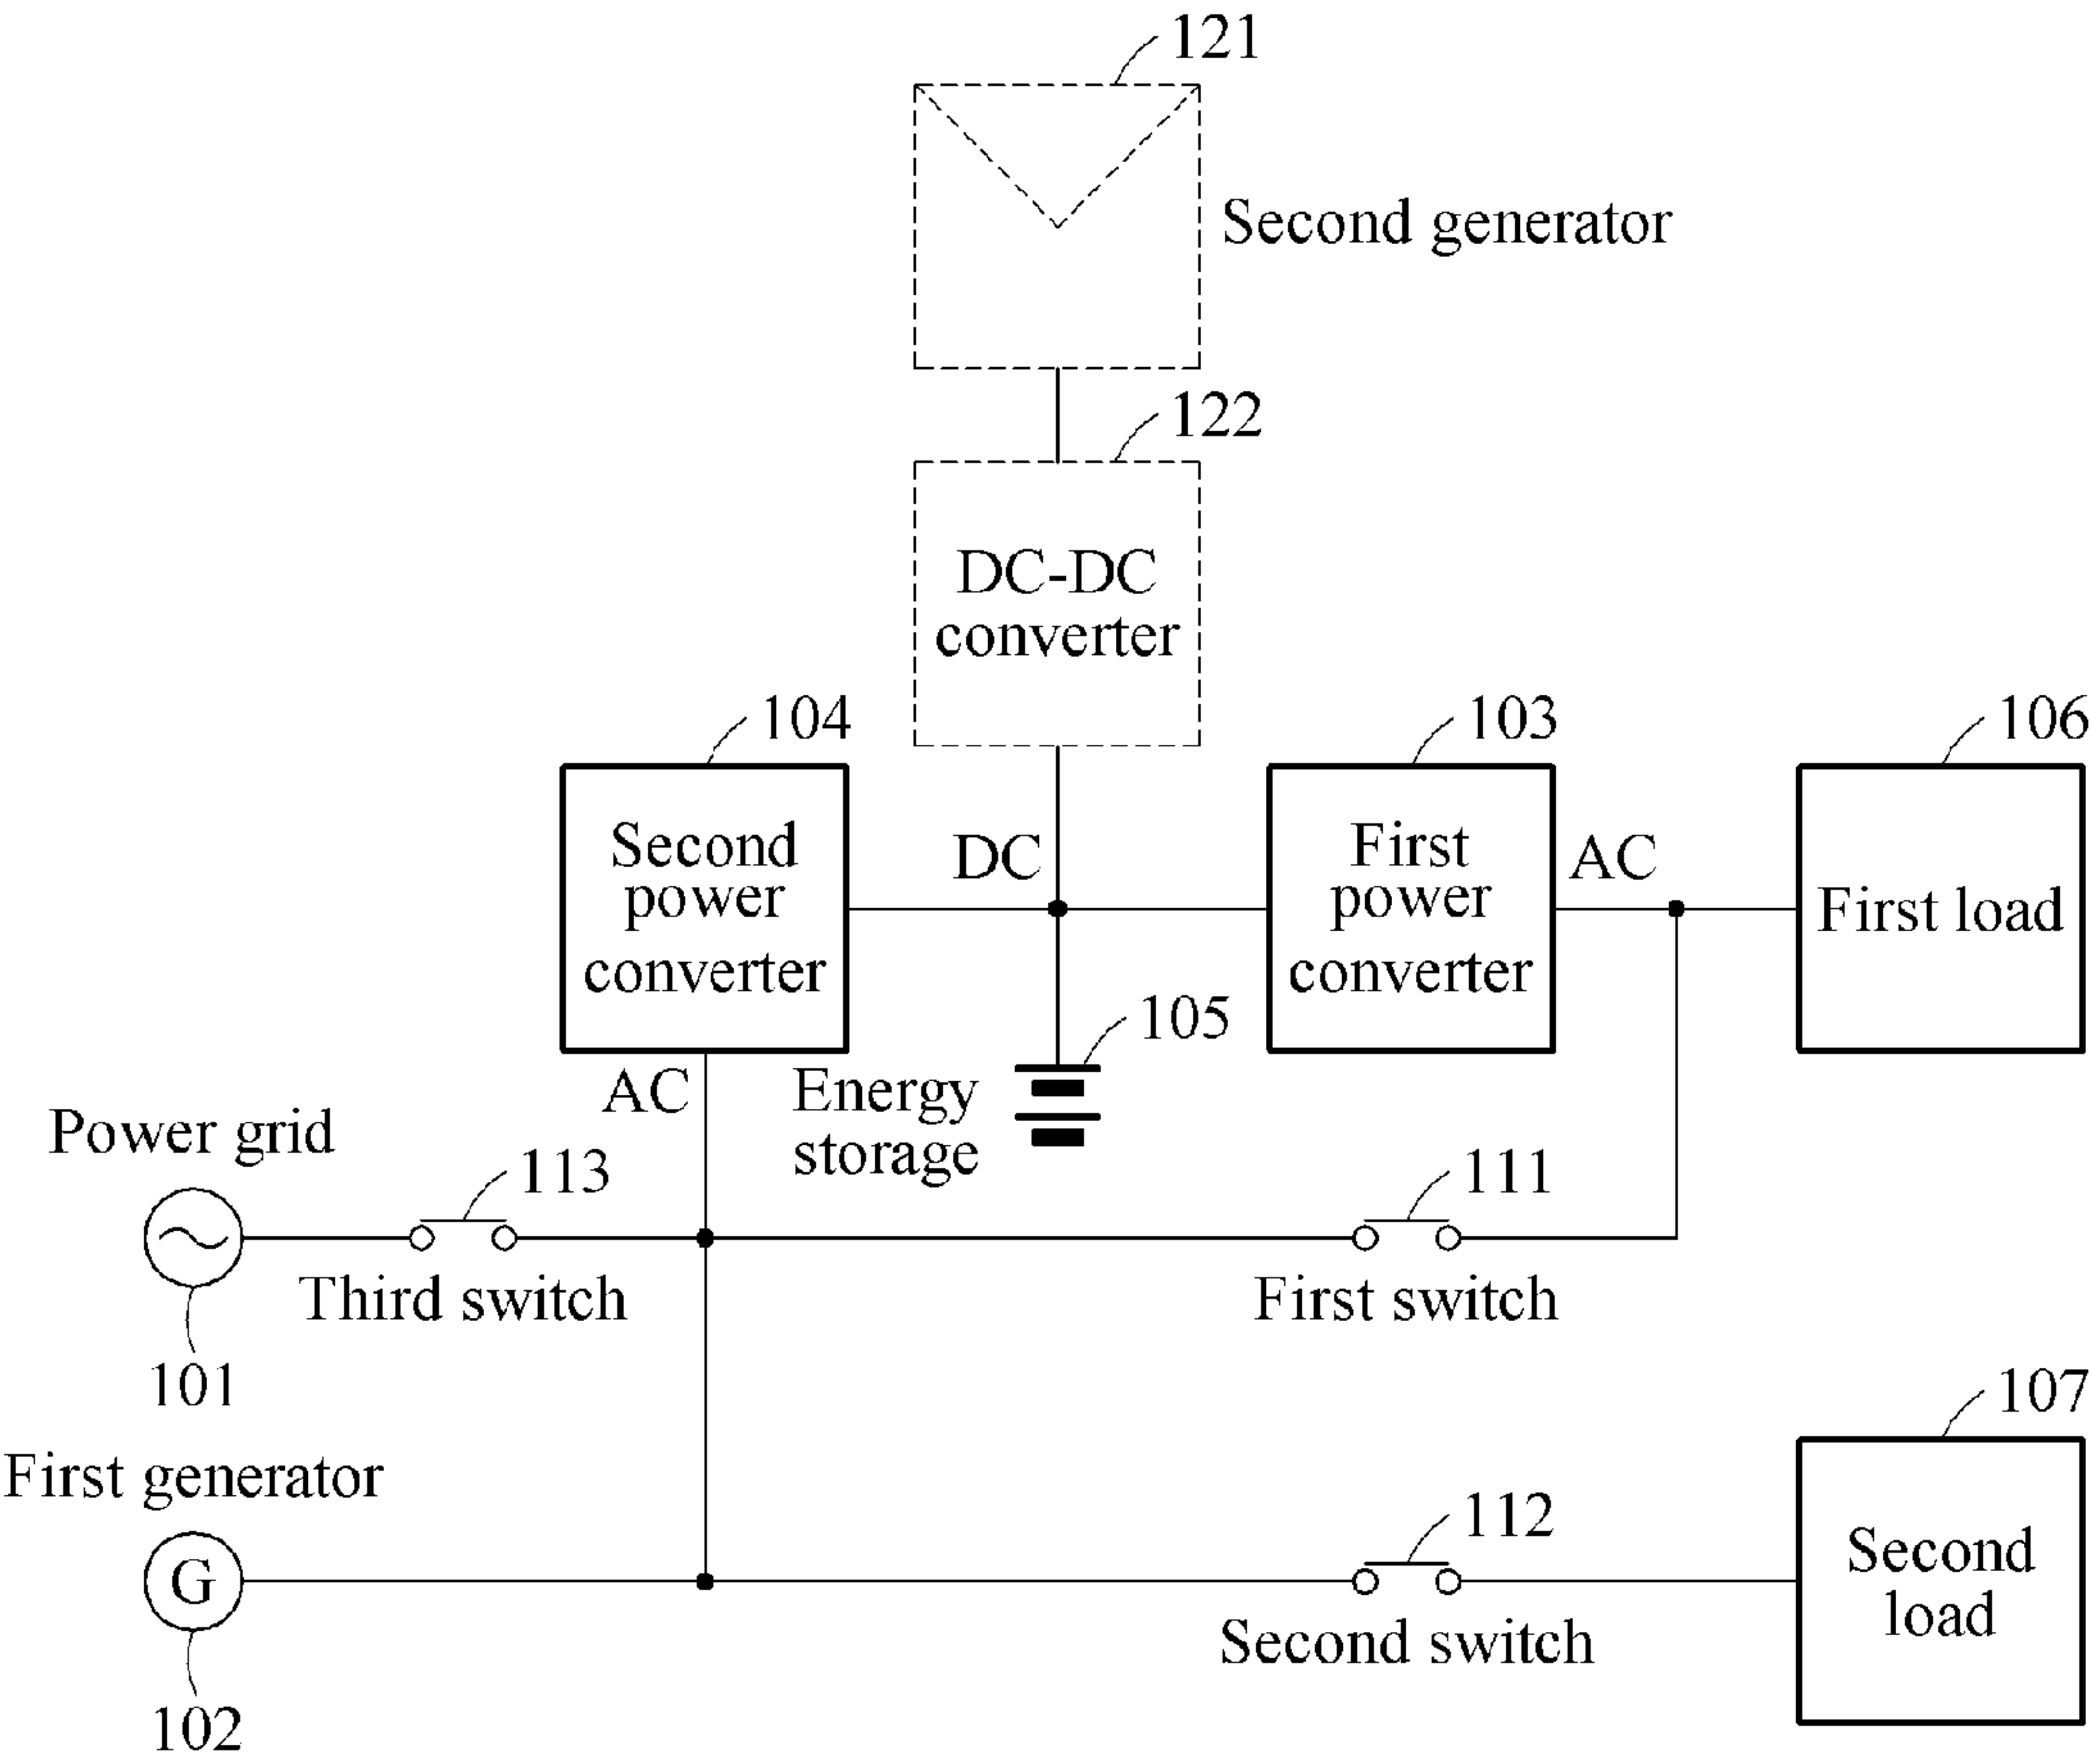 121
Second generator
122
DC-DC
converter
104
103
106
Second
power
converter
DC
First
power
converter
AC
First load
105
AC
Energy
storage
Power grid
113
111
Third switch
First switch
101
107
First generator
112
G
Second
load
Second switch
102